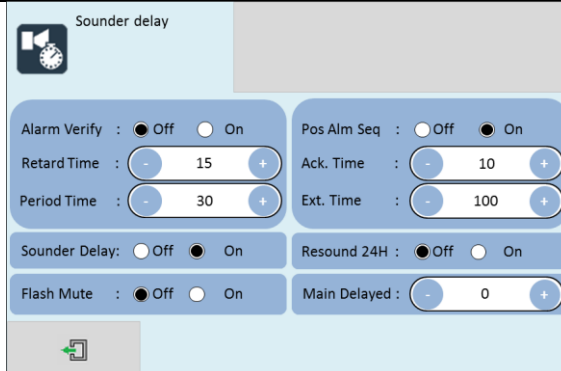 Sounder delay
Alarm Verify : Off On
Retard Time : - 15 +
Period Time : - 30 +
Pos Alm Seq : Off On
Ack. Time : - 10 +
Ext. Time : - 100 +
Sounder Delay: Off On
Resound 24H : Off On
Flash Mute : Off On
Main Delayed : - 0 +